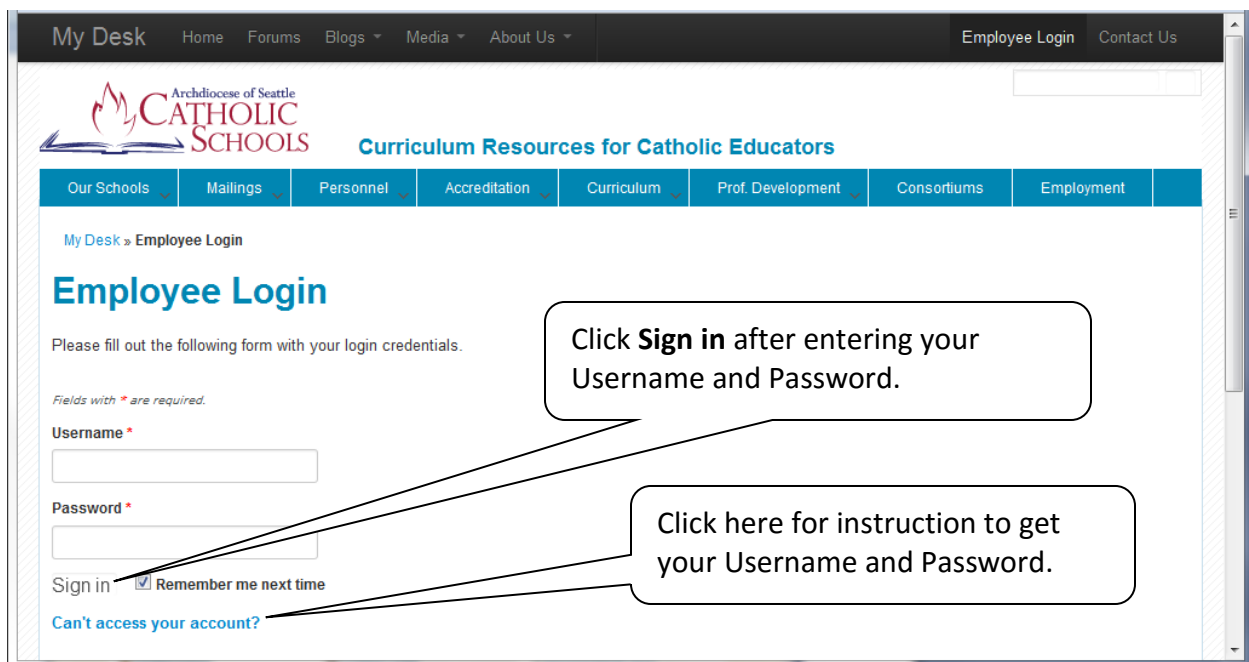 My Desk Home Forums Blogs Media About Us Employee Login Contact Us
Archdiocese of Seattle
CATHOLIC
SCHOOLS
Curriculum Resources for Catholic Educators
Our Schools Mailings Personnel Accreditation Curriculum Prof. Development Consortiums Employment
My Desk » Employee Login
Employee Login
Please fill out the following form with your login credentials.
Click Sign in after entering your
Username and Password.
Fields with * are required.
Username *
Password *
Click here for instruction to get
your Username and Password.
Sign in Remember me next time
Can't access your account?